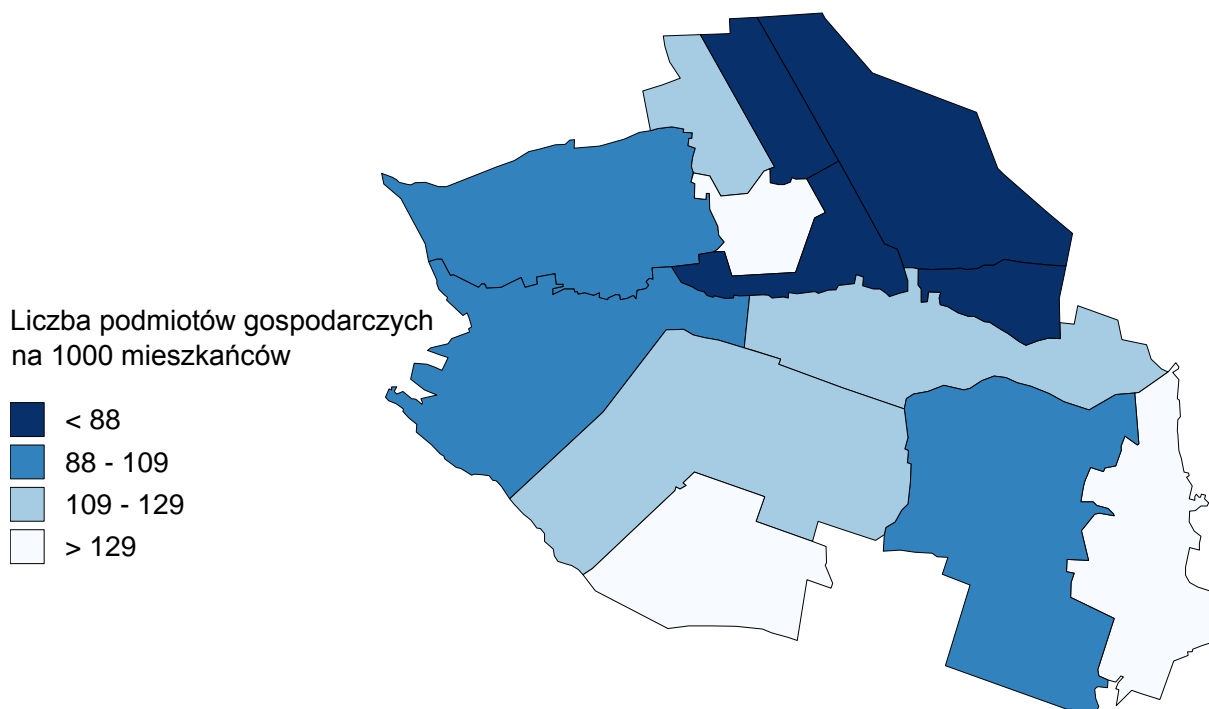 Liczba podmiotów gospodarczych
na 1000 mieszkańców
< 88
88 - 109
109 - 129
> 129